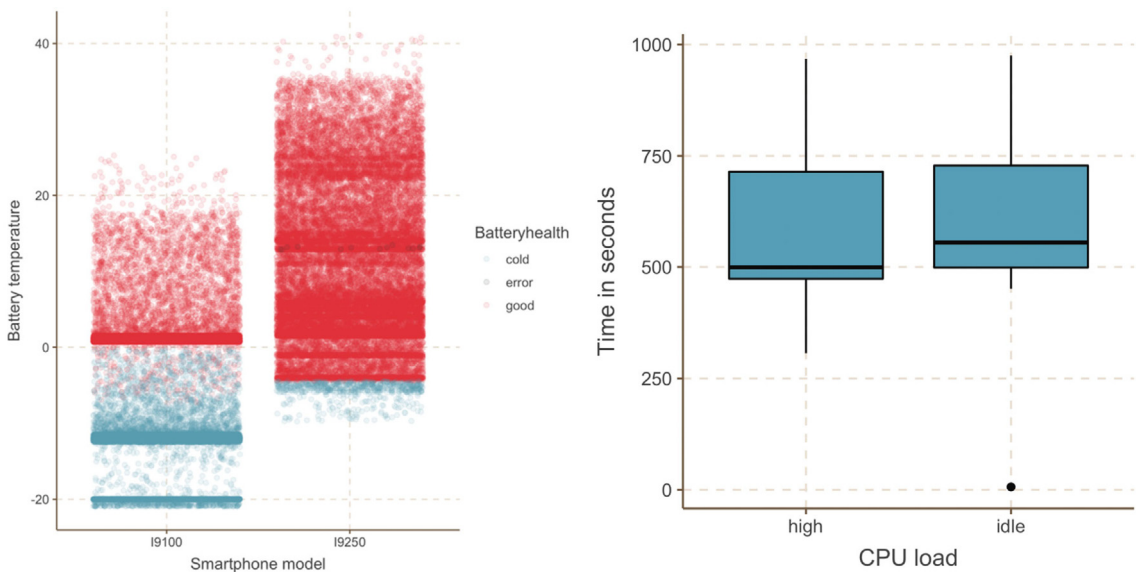 40
20
0
-20
Battery temperature
I9100
I9250
Smartphone model
Batteryhealth
cold
error
good
1000
750
500
250
0
Time in seconds
high
idle
CPU load